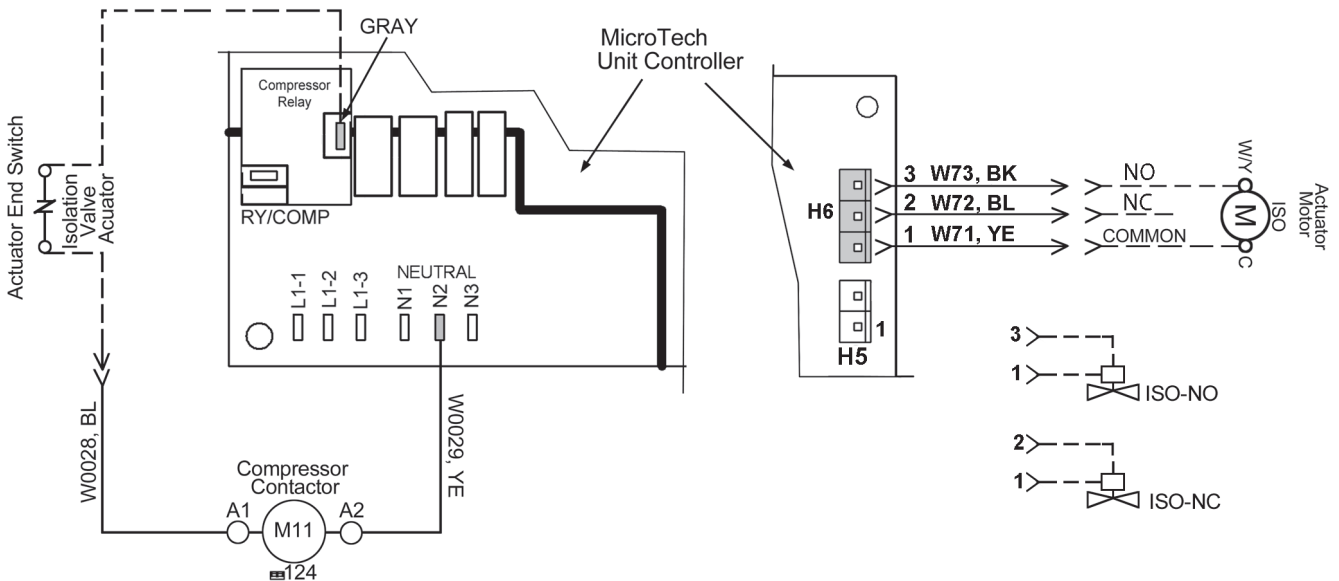 GRAY
MicroTech
Unit Controller
Compressor
Relay
RY/COMP
Actuator End Switch
Isolation
Valve
Actuator
L1-1
L1-2
L1-3
NEUTRAL
N1
N2
N3
W0028, BL
W0029, YE
Compressor
Contactor
A1
M11
A2
124
H6
3 W73, BK
2 W72, BL
1 W71, YE
NO
NC
COMMON
W/Y
M
ISO
C
Actuator
Motor
1
H5
3
1
ISO-NO
2
1
ISO-NC